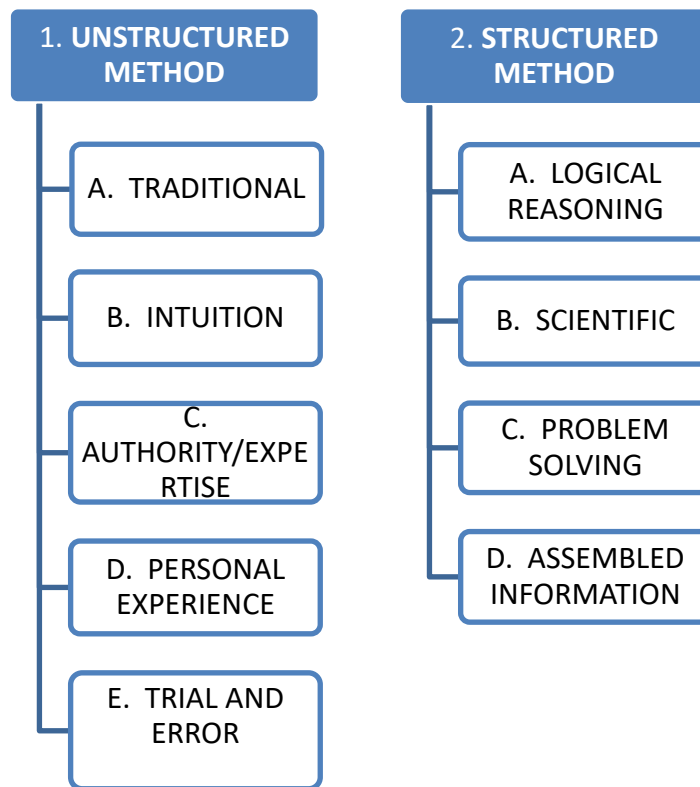 1. UNSTRUCTURED
METHOD
A. TRADITIONAL
B. INTUITION
C.
AUTHORITY/EXPE
RTISE
D. PERSONAL
EXPERIENCE
E. TRIAL AND
ERROR
2. STRUCTURED
METHOD
A. LOGICAL
REASONING
B. SCIENTIFIC
C. PROBLEM
SOLVING
D. ASSEMBLED
INFORMATION